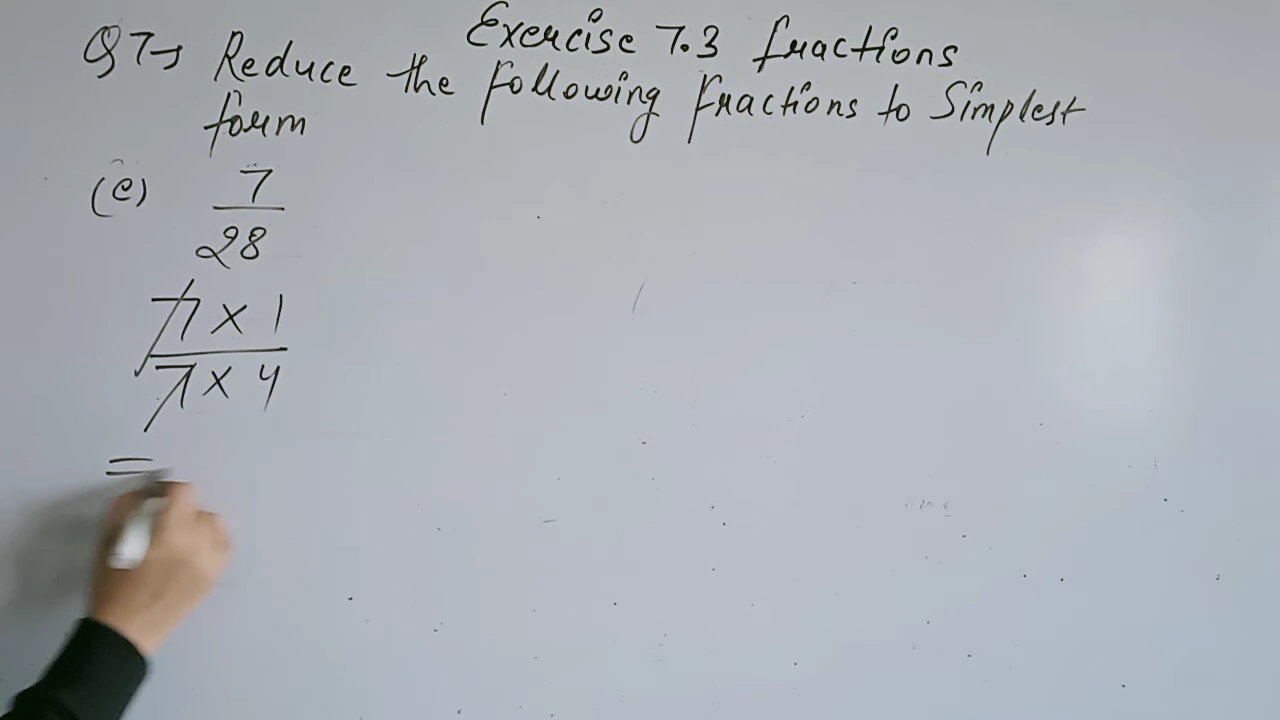 Exercise 7.3 fractions
Q7→ Reduce the following fractions to Simplest
form
(e) 7
28
7 × 1
7 × 4
=